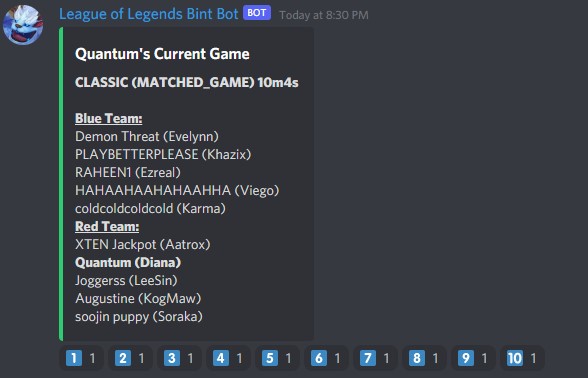 League of Legends Bint Bot BOT Today at 8:30 PM
Quantum's Current Game
CLASSIC (MATCHED_GAME) 10m4s
Blue Team:
Demon Threat (Evelynn)
PLAYBETTERPLEASE (Khazix)
RAHEEN1 (Ezreal)
HAHAAHAAHAHAAHHA (Viego)
coldcoldcoldcold (Karma)
Red Team:
XTEN Jackpot (Aatrox)
Quantum (Diana)
Joggerss (LeeSin)
Augustine (KogMaw)
soojin puppy (Soraka)
1 1 2 1 3 1 4 1 5 1 6 1 7 1 8 1 9 1 10 1